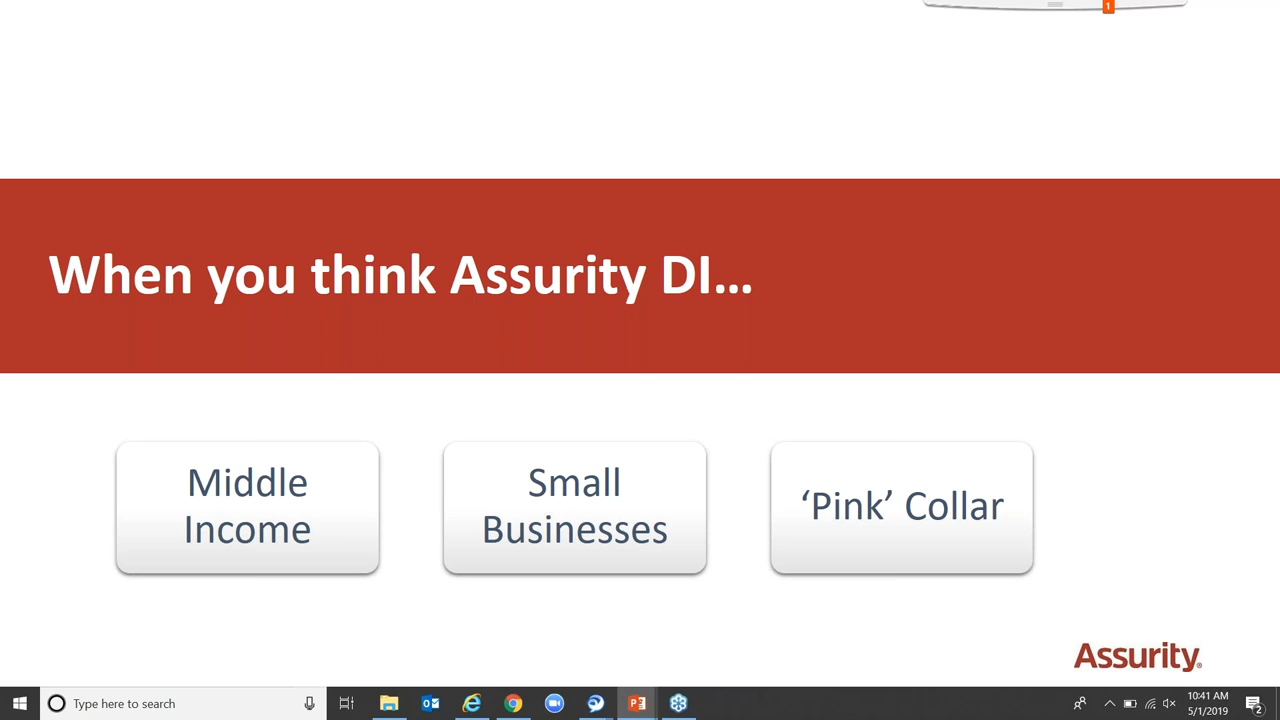 1
When you think Assurity DI...
Middle
Income
Small
Businesses
‘Pink’ Collar
Assurity®
Type here to search
10:41 AM
5/1/2019
2